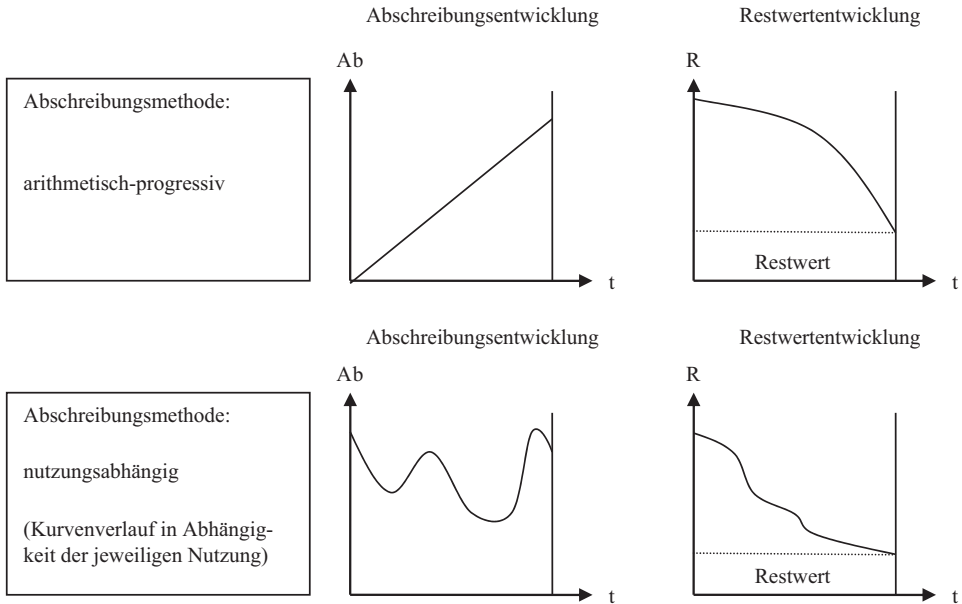 Abschreibungsentwicklung
Restwertentwicklung
Abschreibungsmethode:
arithmetisch-progressiv
Ab
t
R
Restwert
t
Abschreibungsentwicklung
Restwertentwicklung
Abschreibungsmethode:
nutzungsabhängig
(Kurvenverlauf in Abhängig-
keit der jeweiligen Nutzung)
Ab
t
R
Restwert
t